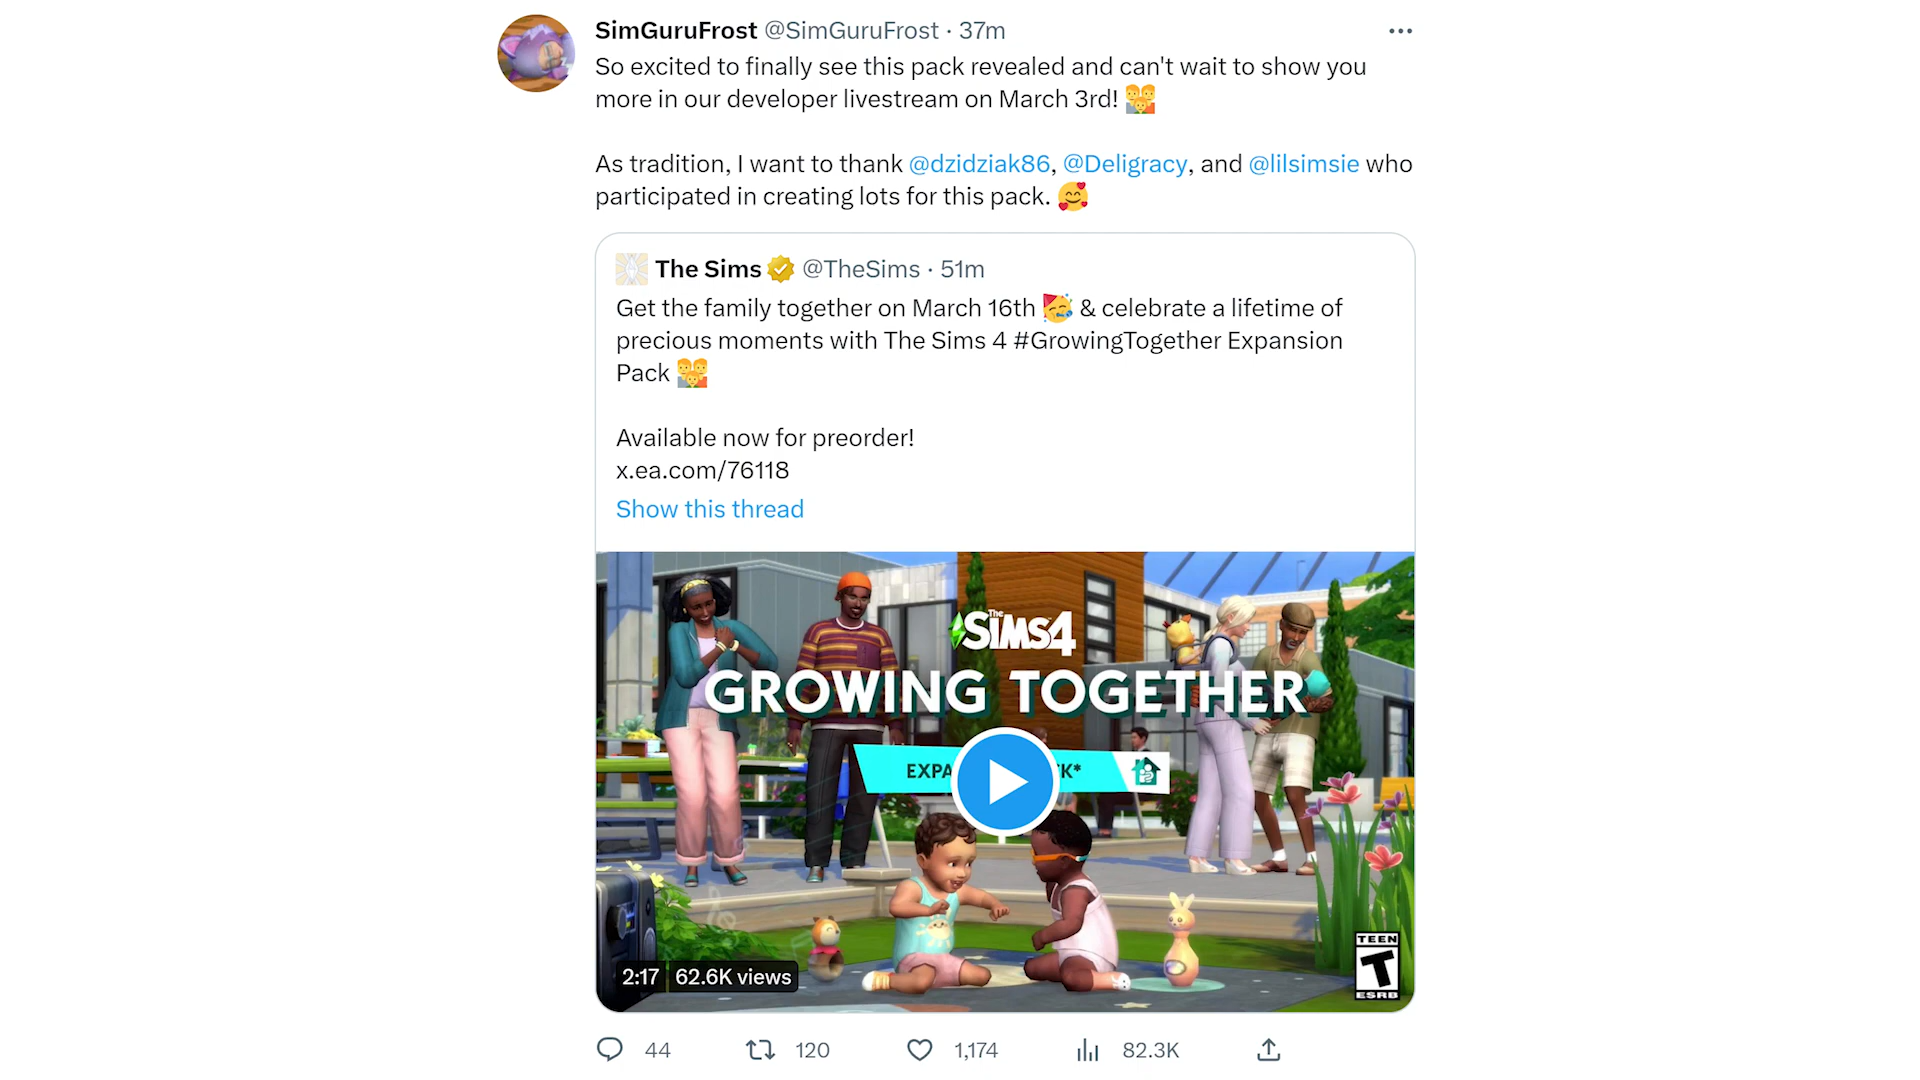 SimGuruFrost @SimGuruFrost · 37m
So excited to finally see this pack revealed and can't wait to show you
more in our developer livestream on March 3rd! 👨‍👩‍👦
As tradition, I want to thank @dzidziak86, @Deligracy, and @lilsimsie who
participated in creating lots for this pack. 🥰
The Sims @TheSims · 51m
Get the family together on March 16th 🥳 & celebrate a lifetime of
precious moments with The Sims 4 #GrowingTogether Expansion
Pack 👨‍👩‍👦
Available now for preorder!
x.ea.com/76118
Show this thread
The SIMS 4
GROWING TOGETHER
EXPA K*
TEEN
T
ESRB
2:17 62.6K views
44 120 1,174 82.3K